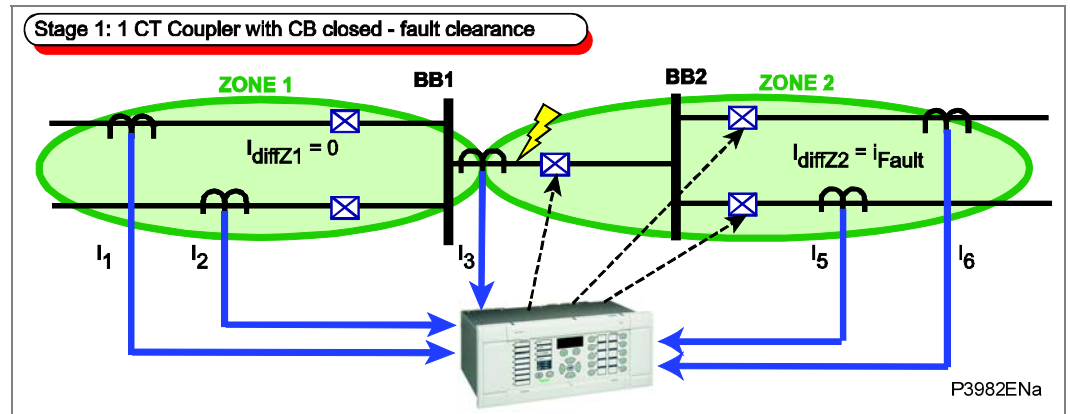 Stage 1: 1 CT Coupler with CB closed - fault clearance
ZONE 1
BB1
BB2
ZONE 2
IdiffZ1 = 0
IdiffZ2 = iFault
I1
I2
I3
I5
I6
P3982ENa